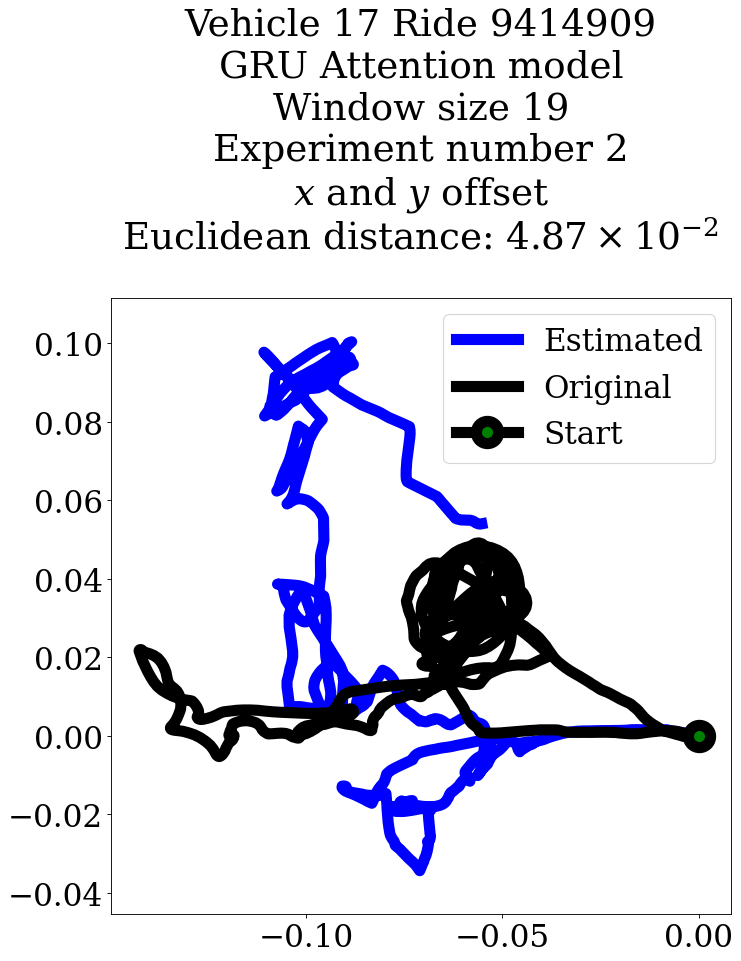 Vehicle 17 Ride 9414909
GRU Attention model
Window size 19
Experiment number 2
x and y offset
Euclidean distance: 4.87 × 10⁻²
Estimated
Original
Start
0.10
0.08
0.06
0.04
0.02
0.00
−0.02
−0.04
−0.10
−0.05
0.00